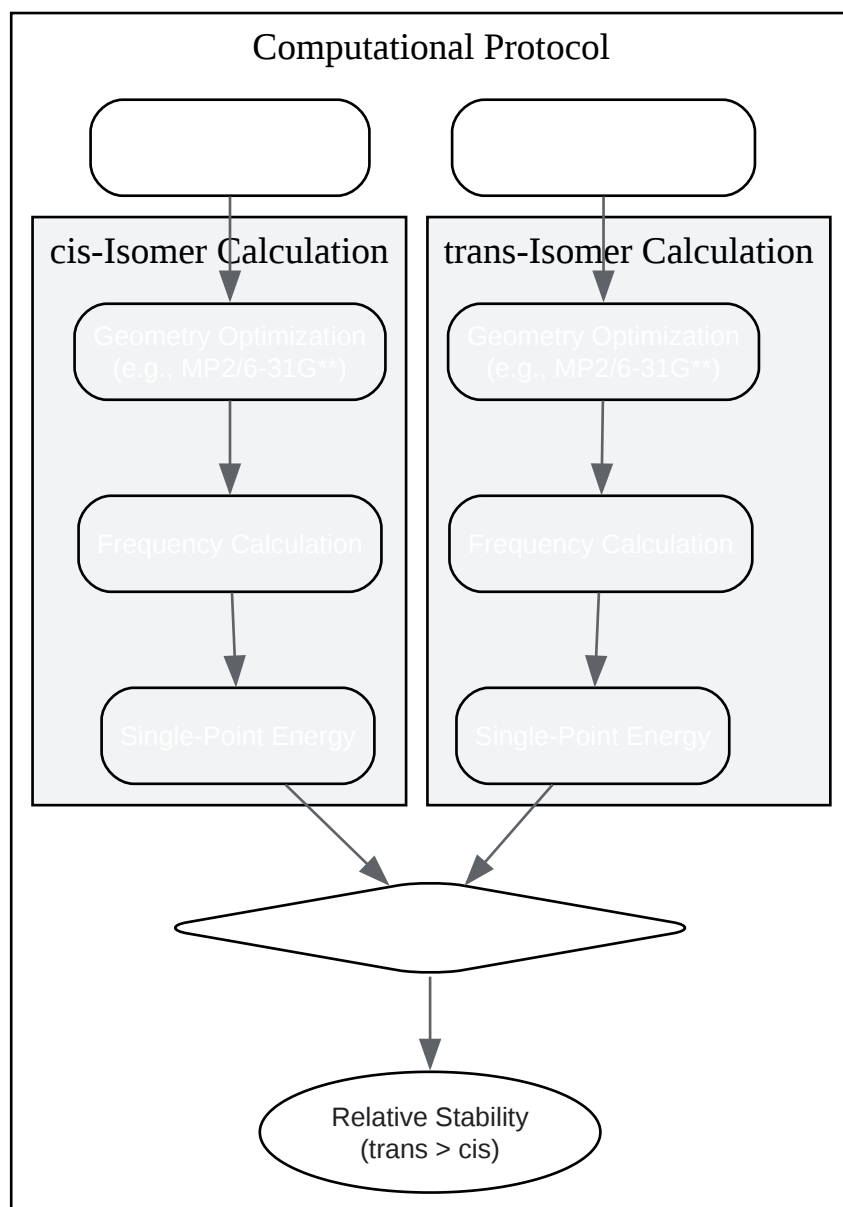 Computational Protocol
cis-Isomer Calculation
Geometry Optimization
(e.g., MP2/6-31G**)
Frequency Calculation
Single-Point Energy
trans-Isomer Calculation
Geometry Optimization
(e.g., MP2/6-31G**)
Frequency Calculation
Single-Point Energy
Relative Stability
(trans > cis)